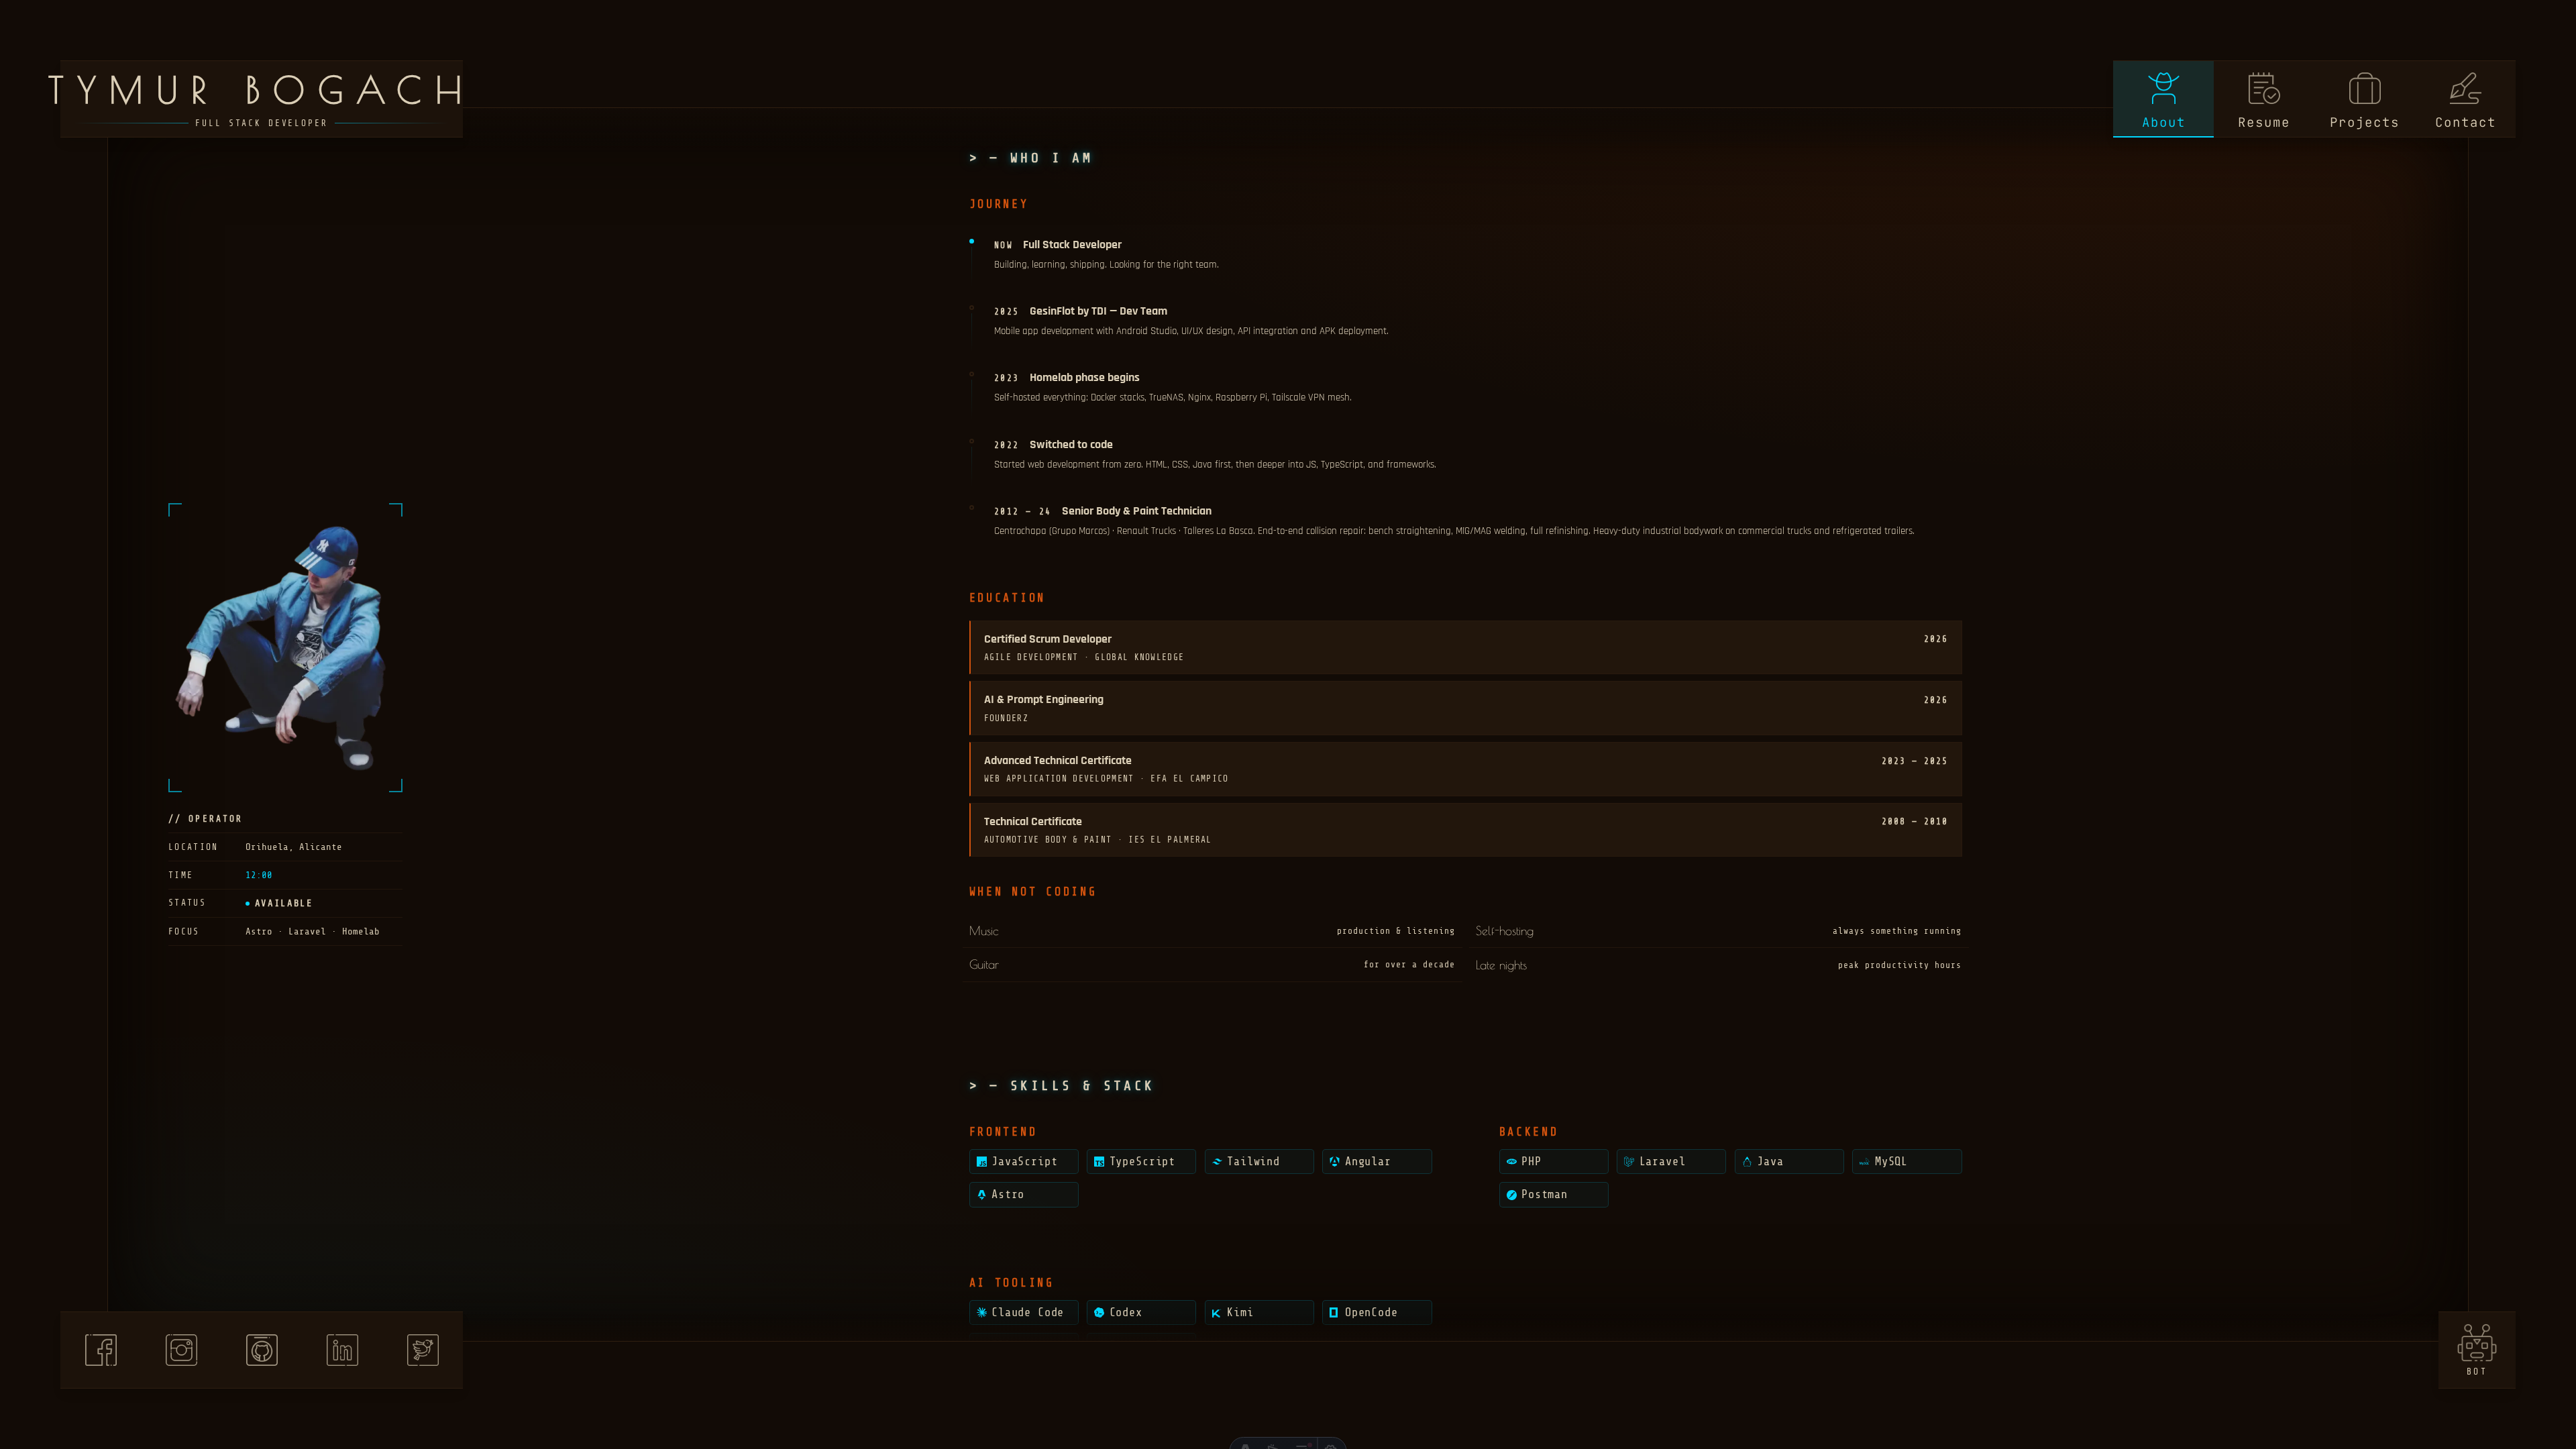 TYMUR BOGACH
FULL STACK DEVELOPER
About
Resume
Projects
Contact
> — WHO I AM
JOURNEY
NOW Full Stack Developer
Building, learning, shipping. Looking for the right team.
2025 GesinFlot by TDI — Dev Team
Mobile app development with Android Studio, UI/UX design, API integration and APK deployment.
2023 Homelab phase begins
Self-hosted everything: Docker stacks, TrueNAS, Nginx, Raspberry Pi, Tailscale VPN mesh.
2022 Switched to code
Started web development from zero. HTML, CSS, Java first, then deeper into JS, TypeScript, and frameworks.
2012 — 24 Senior Body & Paint Technician
Centrochapa (Grupo Marcos) · Renault Trucks · Talleres La Basca. End-to-end collision repair: bench straightening, MIG/MAG welding, full refinishing. Heavy-duty industrial bodywork on commercial trucks and refrigerated trailers.
// OPERATOR
LOCATION Orihuela, Alicante
TIME 12:00
STATUS AVAILABLE
FOCUS Astro · Laravel · Homelab
EDUCATION
Certified Scrum Developer 2026
AGILE DEVELOPMENT · GLOBAL KNOWLEDGE
AI & Prompt Engineering 2026
FOUNDERZ
Advanced Technical Certificate 2023 — 2025
WEB APPLICATION DEVELOPMENT · EFA EL CAMPICO
Technical Certificate 2008 — 2010
AUTOMOTIVE BODY & PAINT · IES EL PALMERAL
WHEN NOT CODING
Music production & listening
Self-hosting always something running
Guitar for over a decade
Late nights peak productivity hours
> — SKILLS & STACK
FRONTEND
JavaScript TypeScript Tailwind Angular
Astro
BACKEND
PHP Laravel Java MySQL
Postman
AI TOOLING
Claude Code Codex Kimi OpenCode
BOT